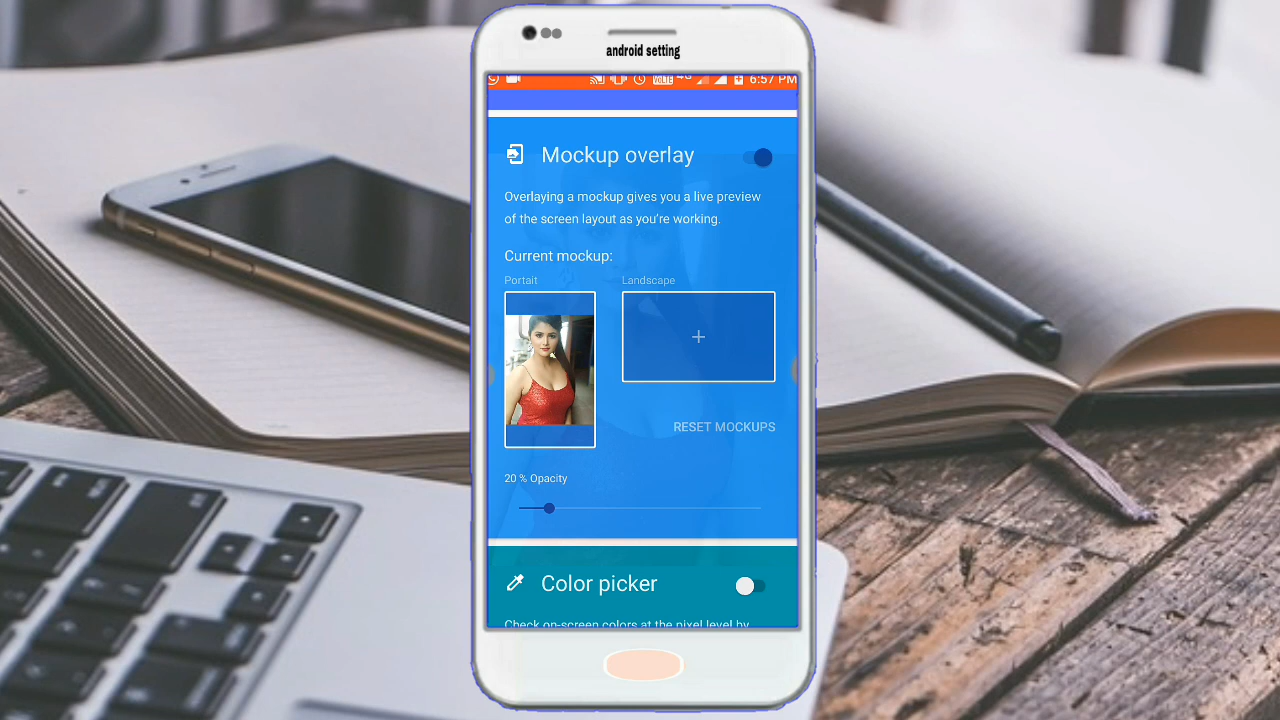 android setting
VOLTE 4G 6:57 PM
Mockup overlay
Overlaying a mockup gives you a live preview
of the screen layout as you're working.
Current mockup:
Portait
Landscape
+
RESET MOCKUPS
20 % Opacity
Color picker
Check on-screen colors at the pixel level by